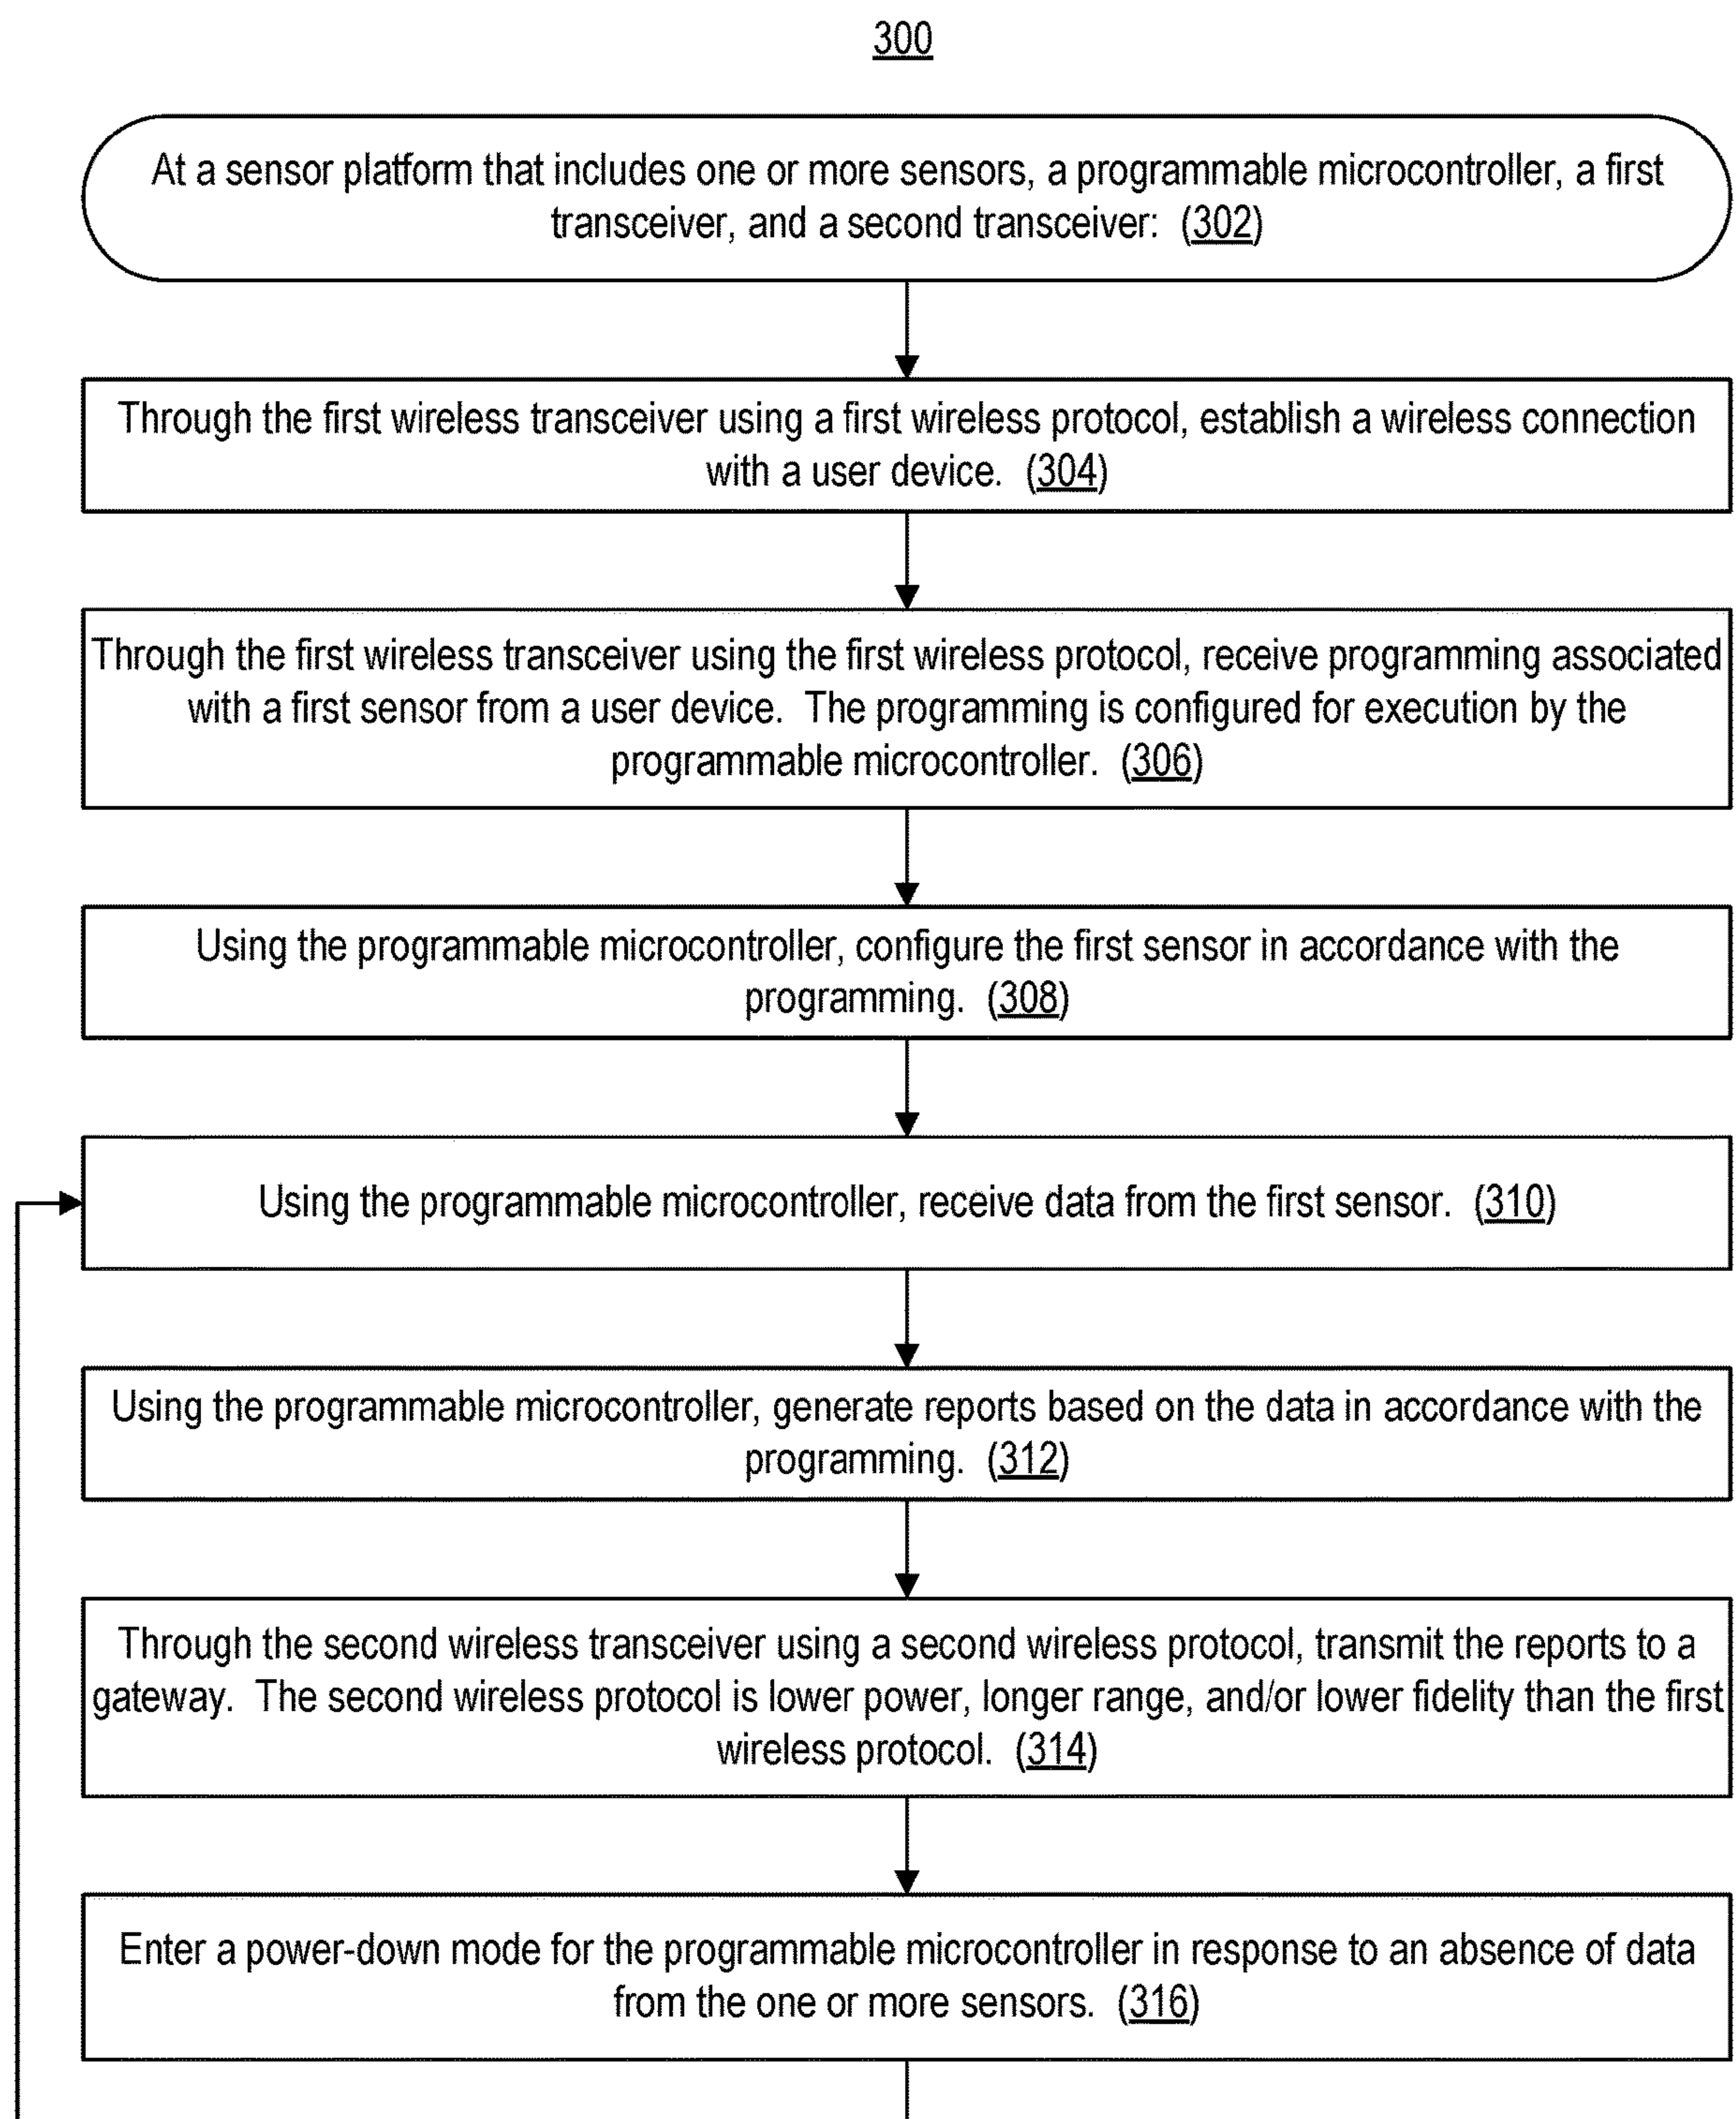 300
At a sensor platform that includes one or more sensors, a programmable microcontroller, a first
transceiver, and a second transceiver: (302)
Through the first wireless transceiver using a first wireless protocol, establish a wireless connection
with a user device. (304)
Through the first wireless transceiver using the first wireless protocol, receive programming associated
with a first sensor from a user device. The programming is configured for execution by the
programmable microcontroller. (306)
Using the programmable microcontroller, configure the first sensor in accordance with the
programming. (308)
Using the programmable microcontroller, receive data from the first sensor. (310)
Using the programmable microcontroller, generate reports based on the data in accordance with the
programming. (312)
Through the second wireless transceiver using a second wireless protocol, transmit the reports to a
gateway. The second wireless protocol is lower power, longer range, and/or lower fidelity than the first
wireless protocol. (314)
Enter a power-down mode for the programmable microcontroller in response to an absence of data
from the one or more sensors. (316)